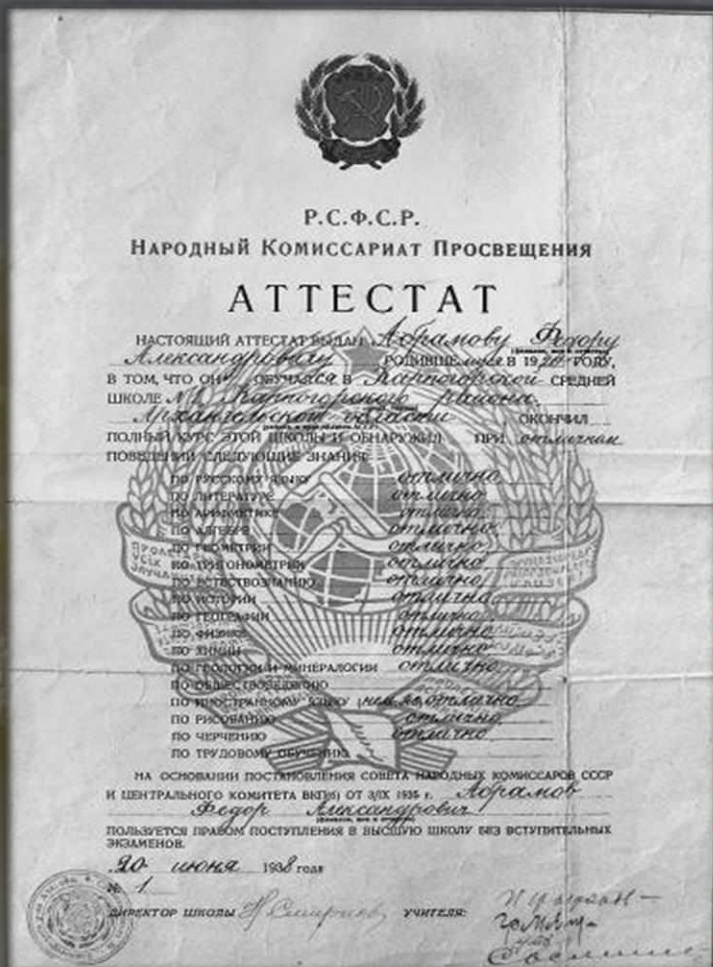 Р.С.Ф.С.Р.
НАРОДНЫЙ КОМИССАРИАТ ПРОСВЕЩЕНИЯ
АТТЕСТАТ
НАСТОЯЩИЙ АТТЕСТАТ ВЫДАН Абрамову Федору
Александровичу РОДИВШЕмуся В 1920 ГОДУ,
В ТОМ, ЧТО ОН ОБУЧАЛся В Карпогорской СРЕДНЕЙ
ШКОЛЕ №1 Карпогорского района
Архангельской области, ОКОНЧИЛ
ПОЛНЫЙ КУРС ЭТОЙ ШКОЛЫ И ОБНАРУЖИЛ ПРИ отличном
ПОВЕДЕНИИ СЛЕДУЮЩИЕ ЗНАНИЯ:
ПО РУССКОМУ ЯЗЫКУ отлично
ПО ЛИТЕРАТУРЕ отлично
ПО АРИФМЕТИКЕ отлично
ПО АЛГЕБРЕ отлично
ПО ГЕОМЕТРИИ отлично
ПО ТРИГОНОМЕТРИИ отлично
ПО ЕСТЕСТВОЗНАНИЮ отлично
ПО ИСТОРИИ отлично
ПО ГЕОГРАФИИ отлично
ПО ФИЗИКЕ отлично
ПО ХИМИИ отлично
ПО ГЕОЛОГИИ И МИНЕРАЛОГИИ отлично
ПО ОБЩЕСТВОВЕДЕНИЮ
ПО ИНОСТРАННОМУ ЯЗЫКУ отлично
ПО РИСОВАНИЮ отлично
ПО ЧЕРЧЕНИЮ отлично
ПО ТРУДОВОМУ ОБУЧЕНИЮ
НА ОСНОВАНИИ ПОСТАНОВЛЕНИЯ СОВЕТА НАРОДНЫХ КОМИССАРОВ СССР
И ЦЕНТРАЛЬНОГО КОМИТЕТА ВКП(б) ОТ 3/IX 1935 г. Абрамов
Федор Александрович
ПОЛЬЗУЕТСЯ ПРАВОМ ПОСТУПЛЕНИЯ В ВЫСШУЮ ШКОЛУ БЕЗ ВСТУПИТЕЛЬНЫХ
ЭКЗАМЕНОВ.
20 июня 1938 года
№ 1
ДИРЕКТОР ШКОЛЫ УЧИТЕЛЯ: